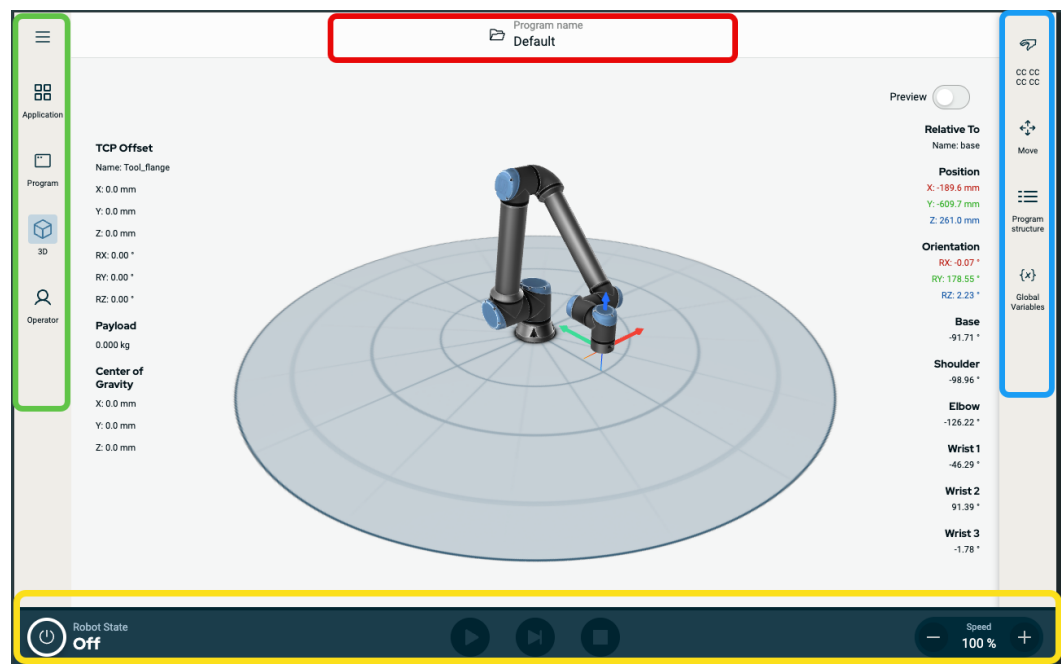 Program name
Default
Application
Program
3D
Operator
TCP Offset
Name: Tool_flange
X: 0.0 mm
Y: 0.0 mm
Z: 0.0 mm
RX: 0.00 °
RY: 0.00 °
RZ: 0.00 °
Payload
0.000 kg
Center of
Gravity
X: 0.0 mm
Y: 0.0 mm
Z: 0.0 mm
Preview
Relative To
Name: base
Position
X: -189.6 mm
Y: -609.7 mm
Z: 261.0 mm
Orientation
RX: -0.07 °
RY: 178.55 °
RZ: 2.23 °
Base
-91.71 °
Shoulder
-98.96 °
Elbow
-126.22 °
Wrist 1
-46.29 °
Wrist 2
91.39 °
Wrist 3
-1.78 °
CC CC
CC CC
Move
Program
structure
{x}
Global
Variables
Robot State
Off
Speed
100 %